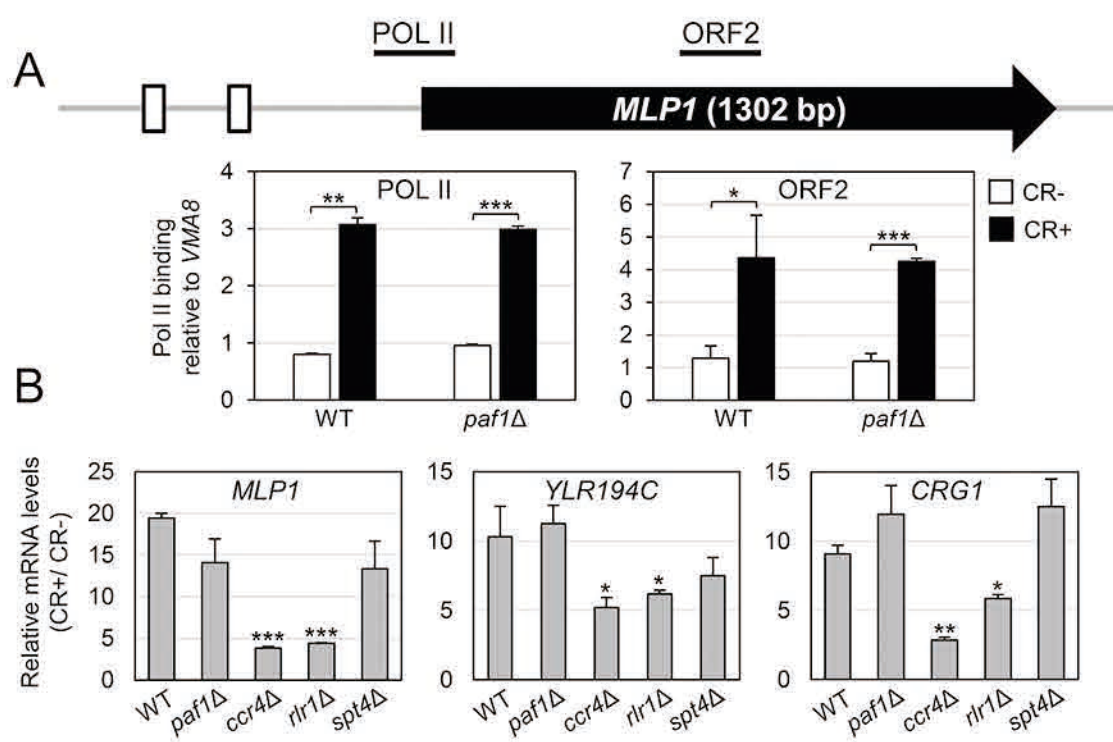 POL II
ORF2
A
MLP1 (1302 bp)
4
3
2
1
0
POL II
**
***
WT
paf1Δ
Pol II binding
relative to VMA8
7
6
5
4
3
2
1
0
ORF2
*
***
WT
paf1Δ
CR-
CR+
B
Relative mRNA levels
(CR+/ CR-)
25
20
15
10
5
0
MLP1
***
***
WT
paf1Δ
ccr4Δ
rlr1Δ
spt4Δ
15
10
5
0
YLR194C
*
*
WT
paf1Δ
ccr4Δ
rlr1Δ
spt4Δ
15
10
5
0
CRG1
**
*
WT
paf1Δ
ccr4Δ
rlr1Δ
spt4Δ